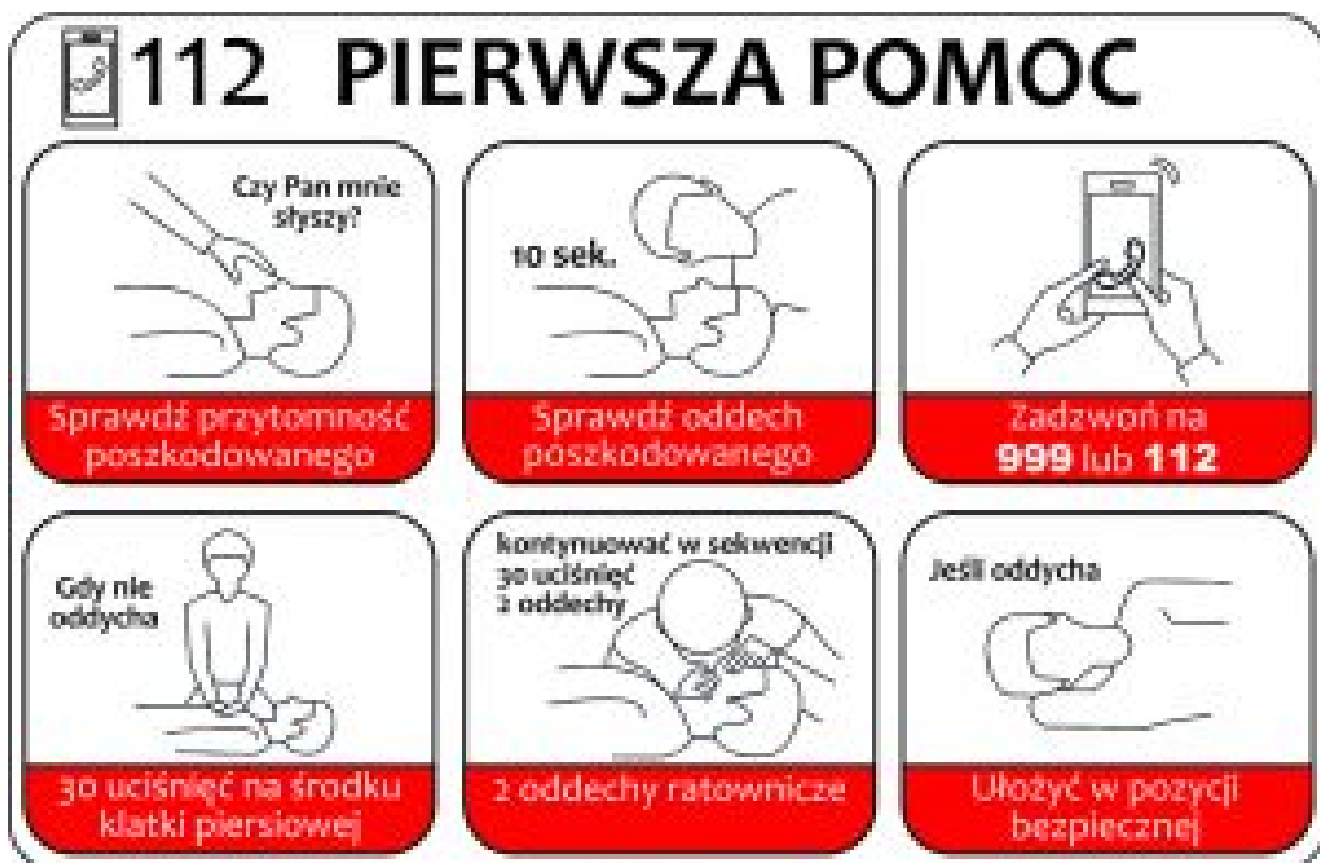 112 PIERWSZA POMOC
Czy Pan mnie
słyszy?
Sprawdź przytomność
poszkodowanego
10 sek.
Sprawdź oddech
poszkodowanego
Zadzwoń na
999 lub 112
Gdy nie
oddycha
30 uciśnięć na środku
klatki piersiowej
kontynuować w sekwencji
30 uciśnięć
2 oddechy
2 oddechy ratownicze
Jeśli oddycha
Ułożyć w pozycji
bezpiecznej